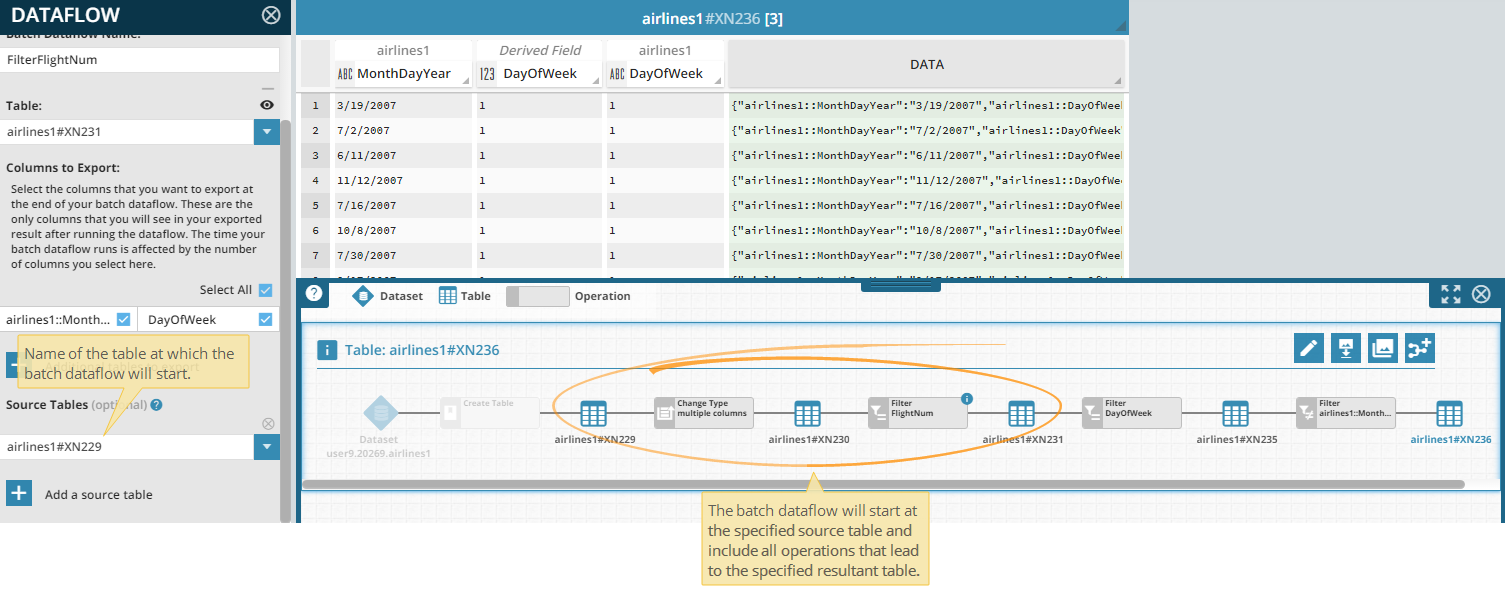 DATAFLOW
Batch Dataflow Name:
FilterFlightNum
Table:
airlines1#XN231
Columns to Export:
Select the columns that you want to export at
the end of your batch dataflow. These are the
only columns that you will see in your exported
result after running the dataflow. The time your
batch dataflow runs is affected by the number
of columns you select here.
Select All
airlines1::Month... DayOfWeek
Name of the table at which the
batch dataflow will start.
export
Source Tables (optional) ?
airlines1#XN229
Add a source table
airlines1#XN236 [3]
airlines1 Derived Field airlines1
ABC MonthDayYear 123 DayOfWeek ABC DayOfWeek DATA
1 3/19/2007 1 1 {"airlines1::MonthDayYear":"3/19/2007","airlines1::DayOfWeek
2 7/2/2007 1 1 {"airlines1::MonthDayYear":"7/2/2007","airlines1::DayOfWeek"
3 6/11/2007 1 1 {"airlines1::MonthDayYear":"6/11/2007","airlines1::DayOfWeek
4 11/12/2007 1 1 {"airlines1::MonthDayYear":"11/12/2007","airlines1::DayOfWe
5 7/16/2007 1 1 {"airlines1::MonthDayYear":"7/16/2007","airlines1::DayOfWeek
6 10/8/2007 1 1 {"airlines1::MonthDayYear":"10/8/2007","airlines1::DayOfWeek
7 7/30/2007 1 1 {"airlines1::MonthDayYear":"7/30/2007","airlines1::DayOfWeek
? Dataset Table Operation
i Table: airlines1#XN236
Dataset
user9.20269.airlines1
Create Table
airlines1#XN229
Change Type
multiple columns
airlines1#XN230
Filter
FlightNum
i
airlines1#XN231
Filter
DayOfWeek
airlines1#XN235
Filter
airlines1::Month...
airlines1#XN236
The batch dataflow will start at
the specified source table and
include all operations that lead
to the specified resultant table.